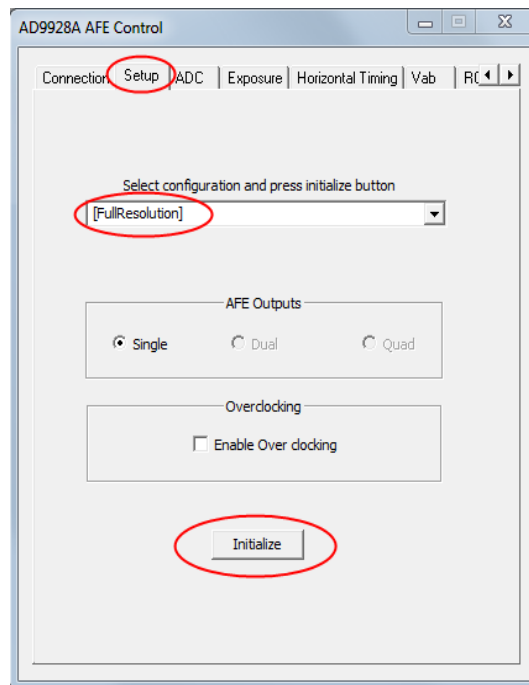 AD9928A AFE Control
Connection Setup ADC Exposure Horizontal Timing Vab
Select configuration and press initialize button
[FullResolution]
AFE Outputs
Single Dual Quad
Overclocking
Enable Over clocking
Initialize